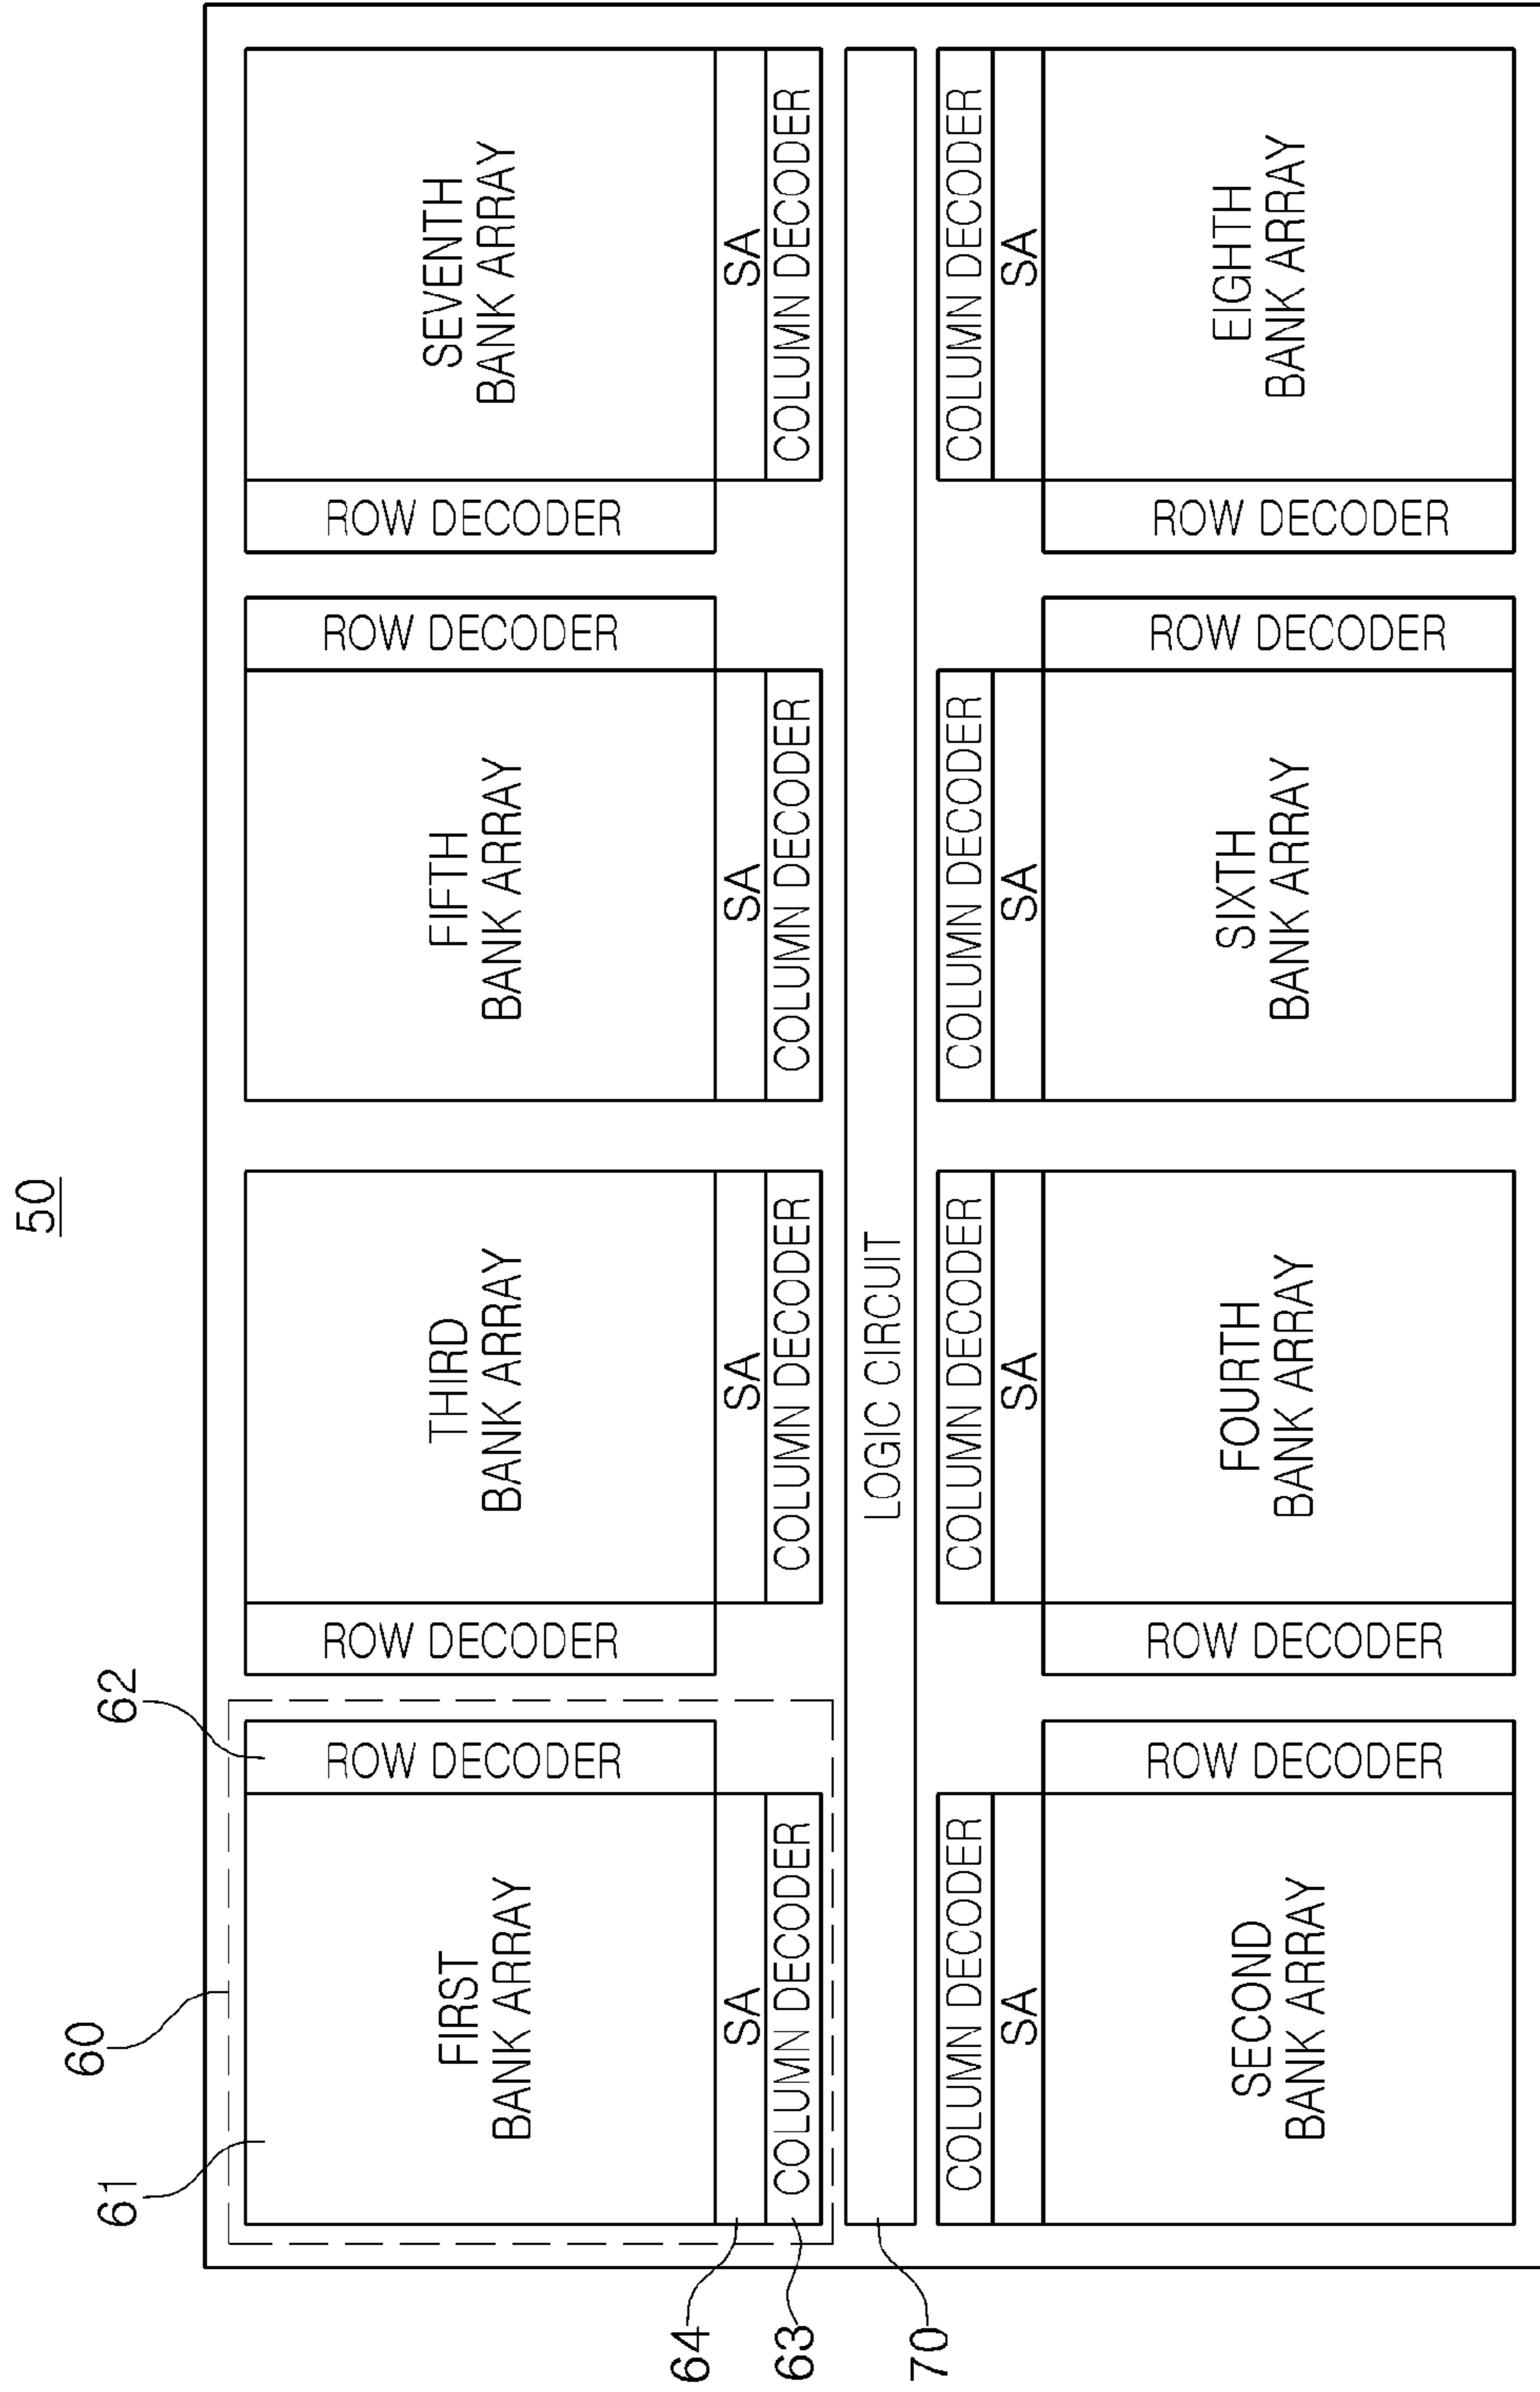 50
60
61
62
FIRST
BANK ARRAY
ROW DECODER
THIRD
BANK ARRAY
ROW DECODER
FIFTH
BANK ARRAY
ROW DECODER
SEVENTH
BANK ARRAY
ROW DECODER
64
SA
SA
SA
SA
63
COLUMN DECODER
COLUMN DECODER
COLUMN DECODER
COLUMN DECODER
70
LOGIC CIRCUIT
COLUMN DECODER
COLUMN DECODER
COLUMN DECODER
COLUMN DECODER
SA
SA
SA
SA
SECOND
BANK ARRAY
ROW DECODER
FOURTH
BANK ARRAY
ROW DECODER
SIXTH
BANK ARRAY
ROW DECODER
EIGHTH
BANK ARRAY
ROW DECODER